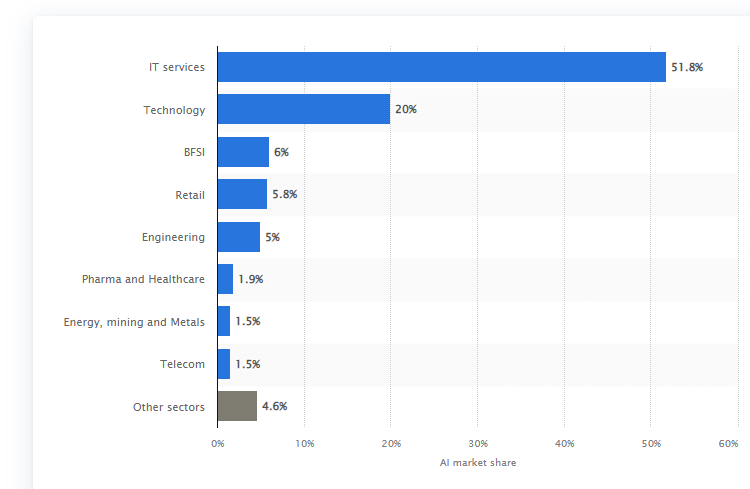 IT services 51.8%
Technology 20%
BFSI 6%
Retail 5.8%
Engineering 5%
Pharma and Healthcare 1.9%
Energy, mining and Metals 1.5%
Telecom 1.5%
Other sectors 4.6%
0% 10% 20% 30% 40% 50% 60%
AI market share